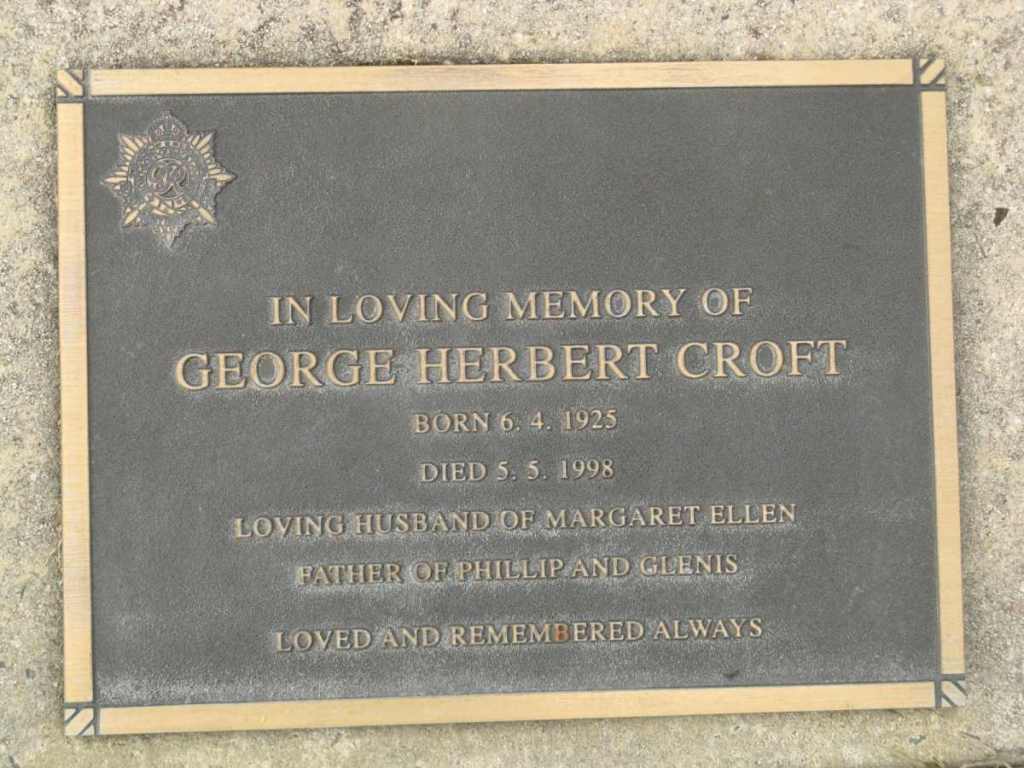 IN LOVING MEMORY OF
GEORGE HERBERT CROFT
BORN 6. 4. 1925
DIED 5. 5. 1998
LOVING HUSBAND OF MARGARET ELLEN
FATHER OF PHILLIP AND GLENIS
LOVED AND REMEMBERED ALWAYS